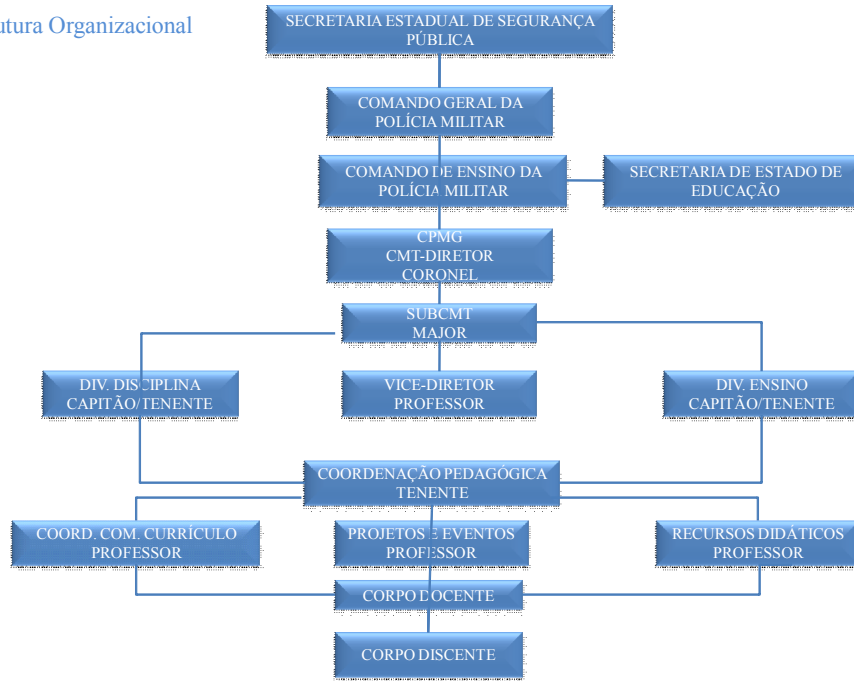 utura Organizacional
SECRETARIA ESTADUAL DE SEGURANÇA
PÚBLICA
COMANDO GERAL DA
POLÍCIA MILITAR
COMANDO DE ENSINO DA
POLÍCIA MILITAR
SECRETARIA DE ESTADO DE
EDUCAÇÃO
CPMG
CMT-DIRETOR
CORONEL
SUBCMT
MAJOR
DIV. DISCIPLINA
CAPITÃO/TENENTE
VICE-DIRETOR
PROFESSOR
DIV. ENSINO
CAPITÃO/TENENTE
COORDENAÇÃO PEDAGÓGICA
TENENTE
COORD. COM. CURRÍCULO
PROFESSOR
PROJETOS E EVENTOS
PROFESSOR
RECURSOS DIDÁTICOS
PROFESSOR
CORPO DOCENTE
CORPO DISCENTE